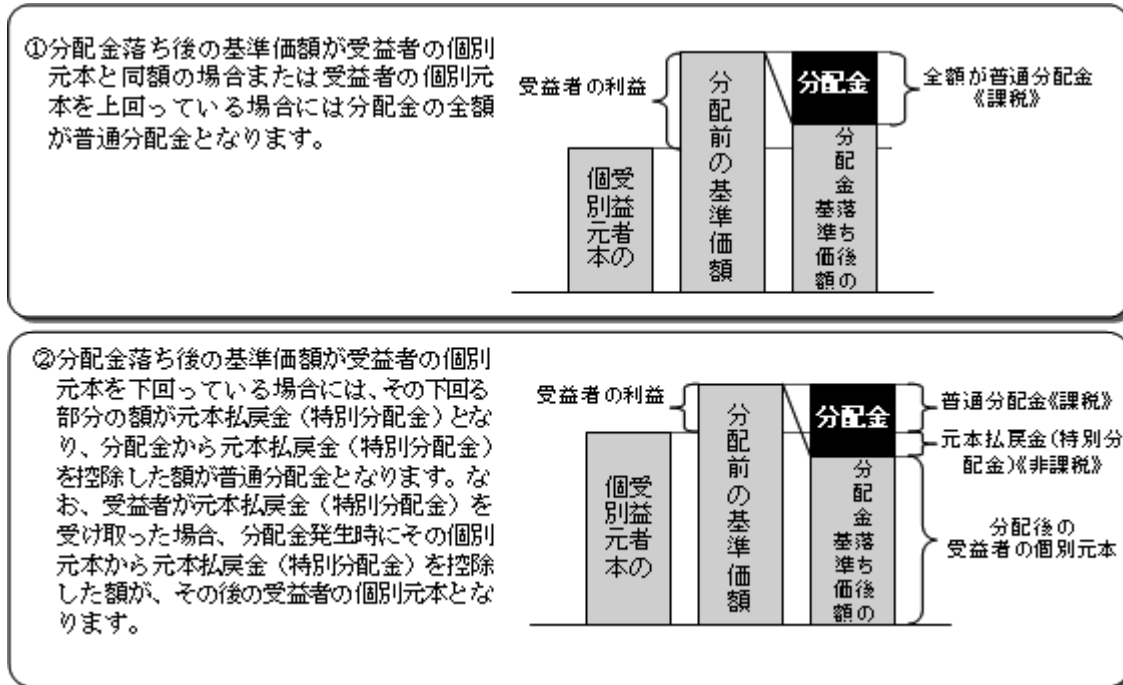 ①分配金落ち後の基準価額が受益者の個別
元本と同額の場合または受益者の個別元
本を上回っている場合には分配金の全額
が普通分配金となります。
受益者の利益
受益者の
個別元本
分配前の基準価額
分配金
分配金落ち後の
基準価額
全額が普通分配金
《課税》
②分配金落ち後の基準価額が受益者の個別
元本を下回っている場合には、その下回る
部分の額が元本払戻金(特別分配金)とな
り、分配金から元本払戻金(特別分配金)
を控除した額が普通分配金となります。な
お、受益者が元本払戻金(特別分配金)を
受け取った場合、分配金発生時にその個別
元本から元本払戻金(特別分配金)を控除
した額が、その後の受益者の個別元本とな
ります。
受益者の利益
受益者の
個別元本
分配前の基準価額
分配金
分配金落ち後の
基準価額
普通分配金《課税》
元本払戻金(特別分
配金)《非課税》
分配後の
受益者の個別元本